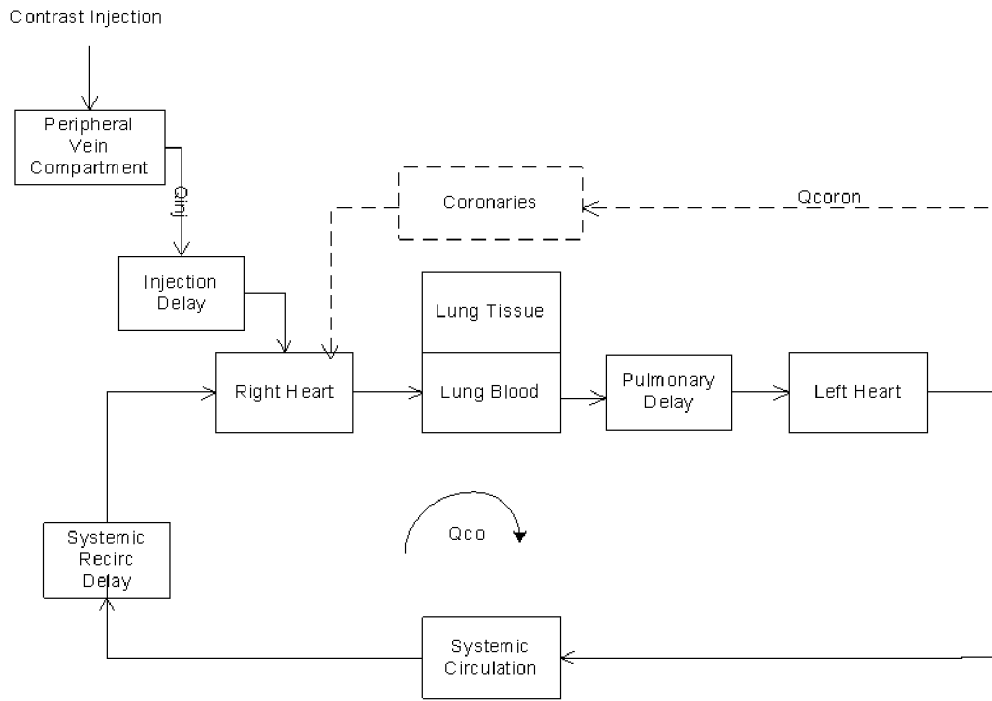 Contrast Injection
Peripheral
Vein
Compartment
Qinj
Coronaries
Qcoron
Injection
Delay
Lung Tissue
Right Heart
Lung Blood
Pulmonary
Delay
Left Heart
Systemic
Recirc
Delay
Qco
Systemic
Circulation